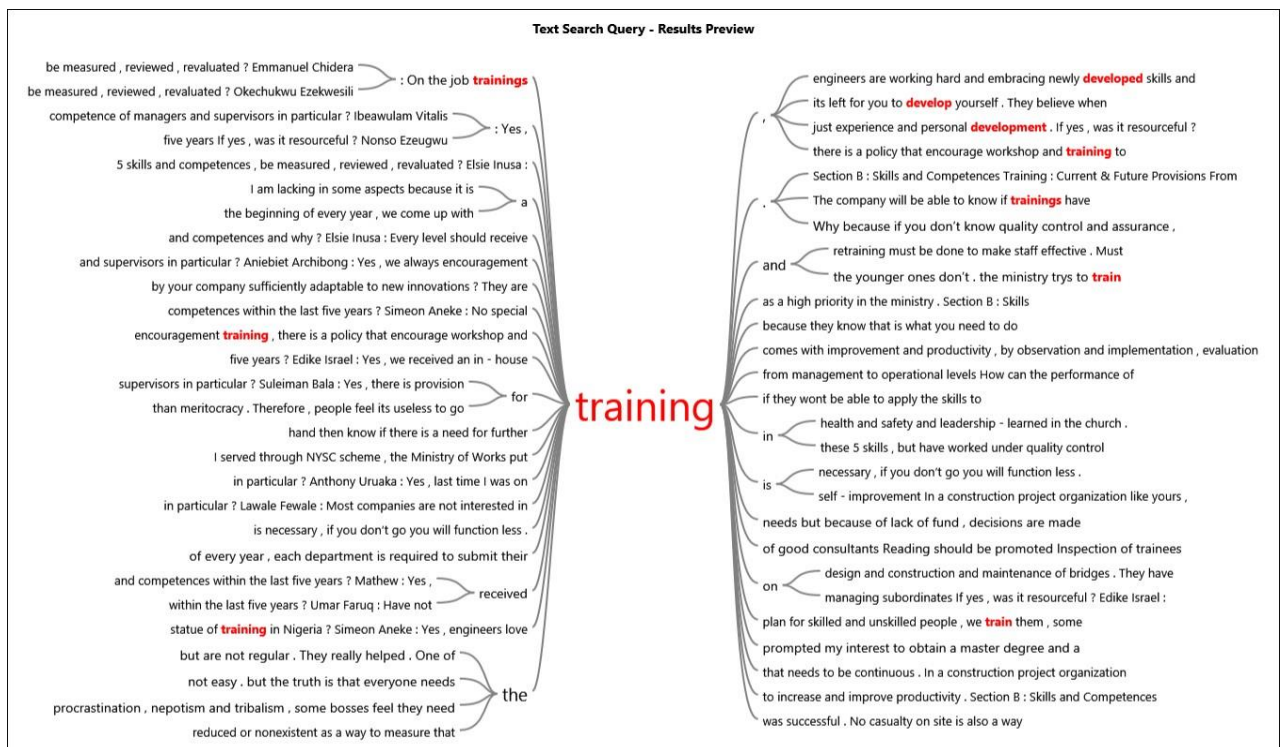 Text Search Query - Results Preview
be measured , reviewed , revaluated ? Emmanuel Chidera
be measured , reviewed , revaluated ? Okechukwu Ezekwesili
: On the job trainings
competence of managers and supervisors in particular ? Ibeawulam Vitalis
five years If yes , was it resourceful ? Nonso Ezeugwu
: Yes ,
5 skills and competences , be measured , reviewed , revaluated ? Elsie Inusa :
I am lacking in some aspects because it is
the beginning of every year , we come up with
a
and competences and why ? Elsie Inusa : Every level should receive
and supervisors in particular ? Aniebiet Archibong : Yes , we always encouragement
by your company sufficiently adaptable to new innovations ? They are
competences within the last five years ? Simeon Aneke : No special
encouragement training , there is a policy that encourage workshop and
five years ? Edike Israel : Yes , we received an in - house
supervisors in particular ? Suleiman Bala : Yes , there is provision
than meritocracy . Therefore , people feel its useless to go
for
hand then know if there is a need for further
I served through NYSC scheme , the Ministry of Works put
in particular ? Anthony Uruaka : Yes , last time I was on
in particular ? Lawale Fewale : Most companies are not interested in
is necessary , if you don't go you will function less .
of every year , each department is required to submit their
and competences within the last five years ? Mathew : Yes ,
within the last five years ? Umar Faruq : Have not
received
statue of training in Nigeria ? Simeon Aneke : Yes , engineers love
but are not regular . They really helped . One of
not easy . but the truth is that everyone needs
procrastination , nepotism and tribalism , some bosses feel they need
reduced or nonexistent as a way to measure that
the
training
,
engineers are working hard and embracing newly developed skills and
its left for you to develop yourself . They believe when
just experience and personal development . If yes , was it resourceful ?
there is a policy that encourage workshop and training to
.
Section B : Skills and Competences Training : Current & Future Provisions From
The company will be able to know if trainings have
Why because if you don't know quality control and assurance ,
and
retraining must be done to make staff effective . Must
the younger ones don't . the ministry trys to train
as a high priority in the ministry . Section B : Skills
because they know that is what you need to do
comes with improvement and productivity , by observation and implementation , evaluation
from management to operational levels How can the performance of
if they wont be able to apply the skills to
in
health and safety and leadership - learned in the church .
these 5 skills , but have worked under quality control
is
necessary , if you don't go you will function less .
self - improvement In a construction project organization like yours ,
needs but because of lack of fund , decisions are made
of good consultants Reading should be promoted Inspection of trainees
on
design and construction and maintenance of bridges . They have
managing subordinates If yes , was it resourceful ? Edike Israel :
plan for skilled and unskilled people , we train them , some
prompted my interest to obtain a master degree and a
that needs to be continuous . In a construction project organization
to increase and improve productivity . Section B : Skills and Competences
was successful . No casualty on site is also a way